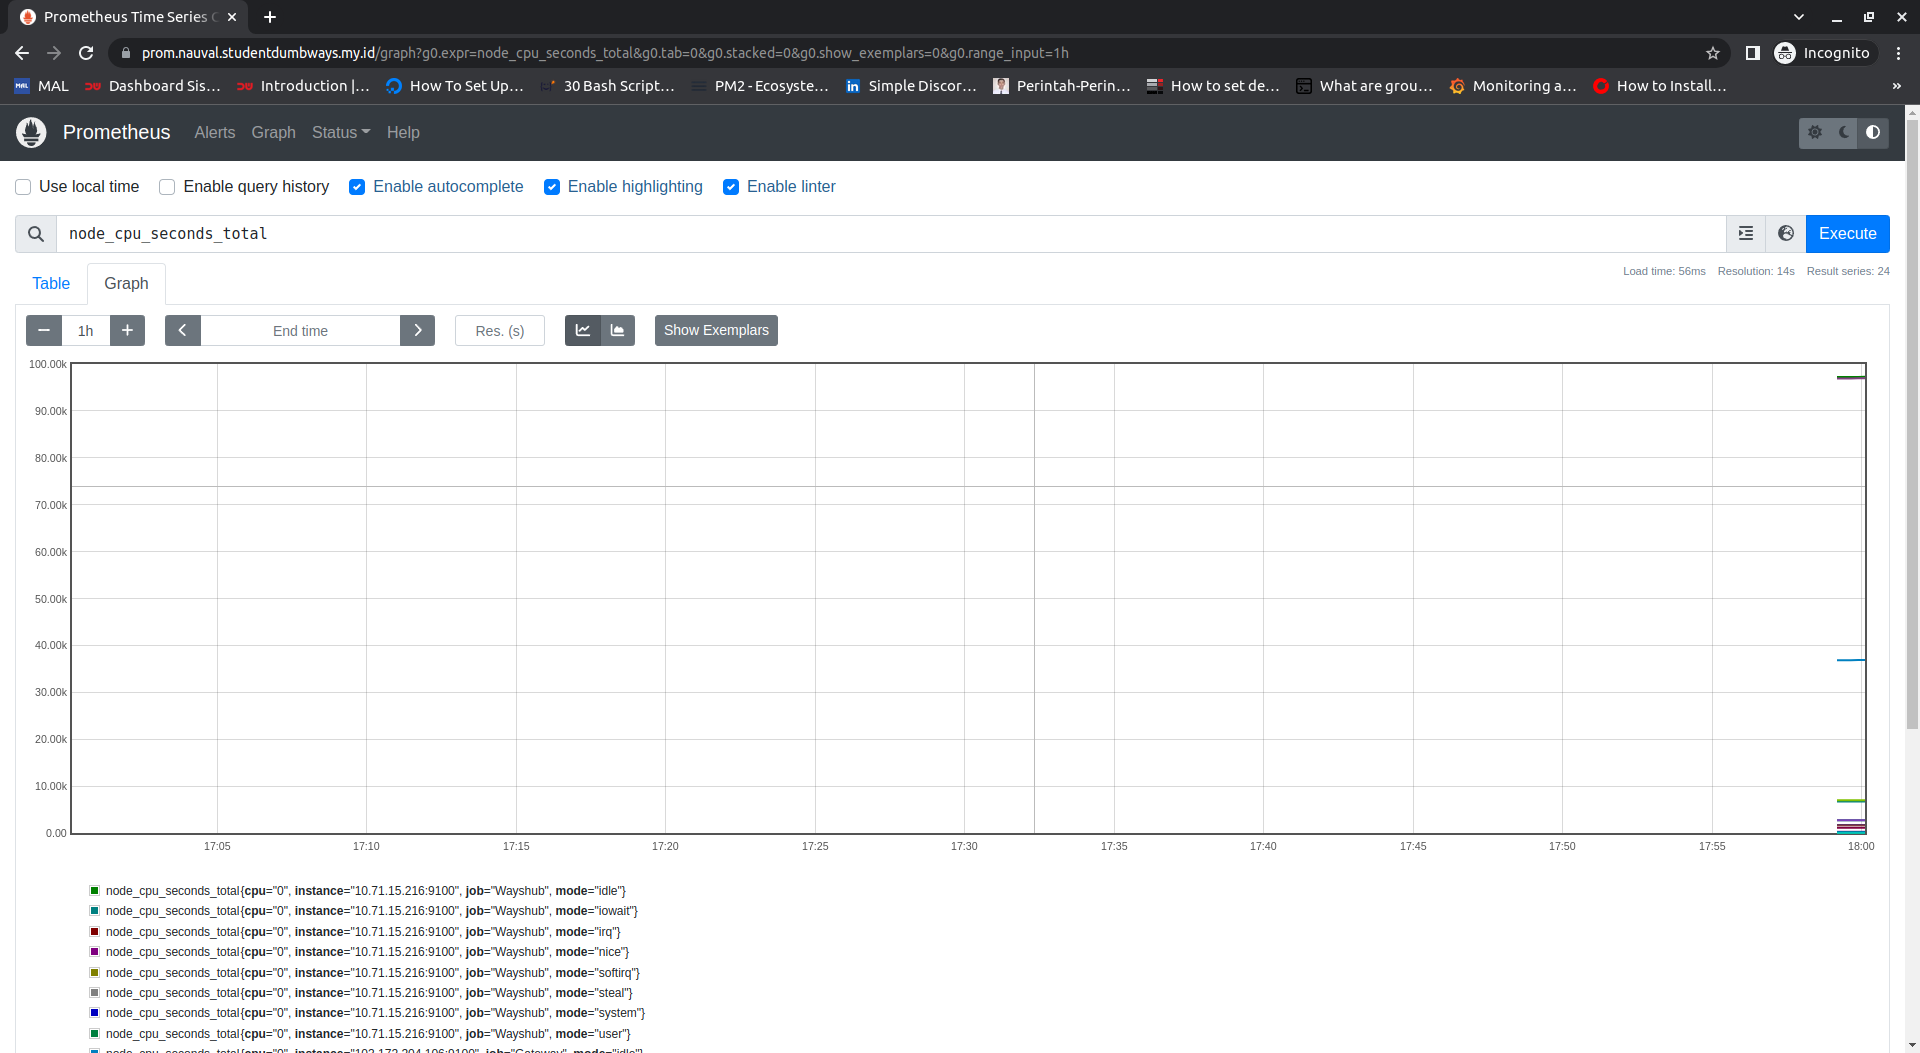 Prometheus Time Series C
prom.nauval.studentdumbways.my.id/graph?g0.expr=node_cpu_seconds_total&g0.tab=0&g0.stacked=0&g0.show_exemplars=0&g0.range_input=1h
Incognito
MAL
Dashboard Sis...
Introduction |...
How To Set Up...
30 Bash Script...
PM2 - Ecosyste...
Simple Discor...
Perintah-Perin...
How to set de...
What are grou...
Monitoring a...
How to Install...
»
Prometheus
Alerts
Graph
Status
Help
Use local time
Enable query history
Enable autocomplete
Enable highlighting
Enable linter
node_cpu_seconds_total
Execute
Table
Graph
Load time: 56ms
Resolution: 14s
Result series: 24
1h
End time
Res. (s)
Show Exemplars
100.00k
90.00k
80.00k
70.00k
60.00k
50.00k
40.00k
30.00k
20.00k
10.00k
0.00
17:05
17:10
17:15
17:20
17:25
17:30
17:35
17:40
17:45
17:50
17:55
18:00
node_cpu_seconds_total{cpu="0", instance="10.71.15.216:9100", job="Wayshub", mode="idle"}
node_cpu_seconds_total{cpu="0", instance="10.71.15.216:9100", job="Wayshub", mode="iowait"}
node_cpu_seconds_total{cpu="0", instance="10.71.15.216:9100", job="Wayshub", mode="irq"}
node_cpu_seconds_total{cpu="0", instance="10.71.15.216:9100", job="Wayshub", mode="nice"}
node_cpu_seconds_total{cpu="0", instance="10.71.15.216:9100", job="Wayshub", mode="softirq"}
node_cpu_seconds_total{cpu="0", instance="10.71.15.216:9100", job="Wayshub", mode="steal"}
node_cpu_seconds_total{cpu="0", instance="10.71.15.216:9100", job="Wayshub", mode="system"}
node_cpu_seconds_total{cpu="0", instance="10.71.15.216:9100", job="Wayshub", mode="user"}